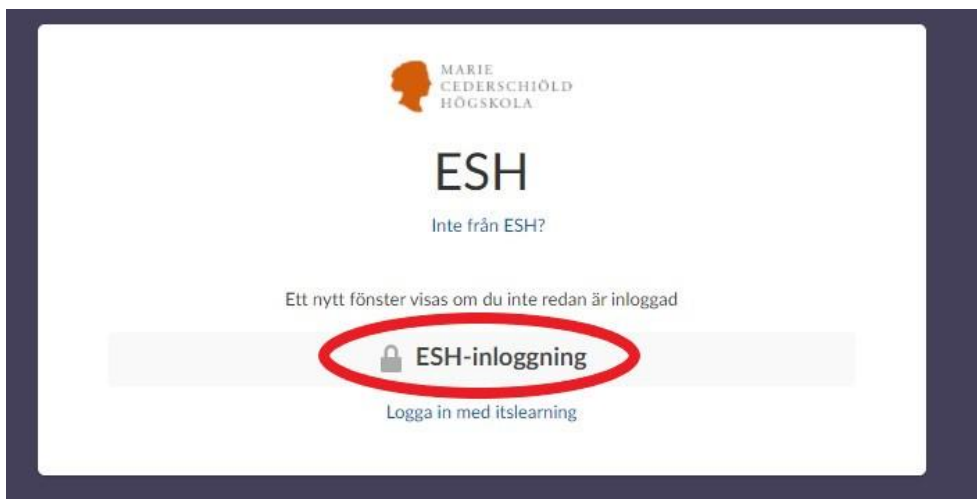 MARIE
CEDERSCHIÖLD
HÖGSKOLA
ESH
Inte från ESH?
Ett nytt fönster visas om du inte redan är inloggad
ESH-inloggning
Logga in med itslearning